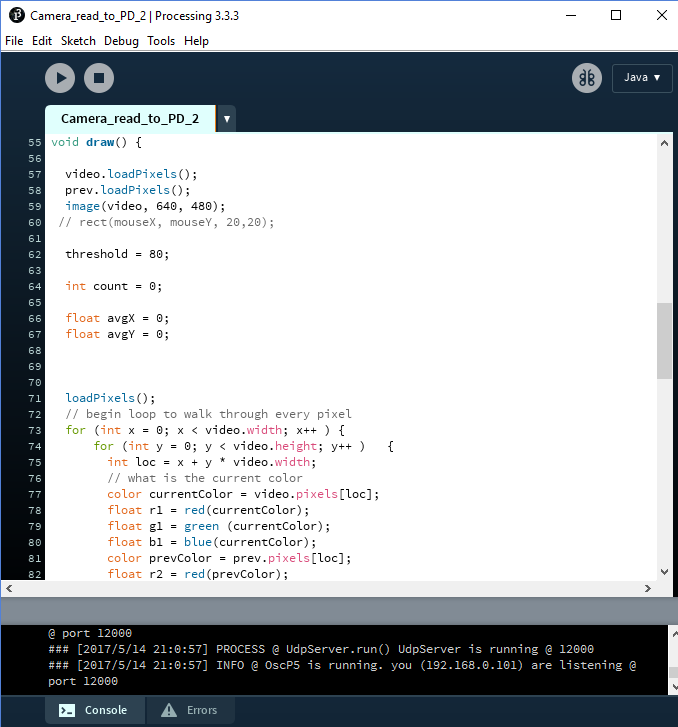 Camera_read_to_PD_2 | Processing 3.3.3
File Edit Sketch Debug Tools Help
Java ▼
Camera_read_to_PD_2 ▼
55 void draw() {
56
57 video.loadPixels();
58 prev.loadPixels();
59 image(video, 640, 480);
60 // rect(mouseX, mouseY, 20,20);
61
62 threshold = 80;
63
64 int count = 0;
65
66 float avgX = 0;
67 float avgY = 0;
68
69
70
71 loadPixels();
72 // begin loop to walk through every pixel
73 for (int x = 0; x < video.width; x++ ) {
74 for (int y = 0; y < video.height; y++ ) {
75 int loc = x + y * video.width;
76 // what is the current color
77 color currentColor = video.pixels[loc];
78 float r1 = red(currentColor);
79 float g1 = green (currentColor);
80 float b1 = blue(currentColor);
81 color prevColor = prev.pixels[loc];
82 float r2 = red(prevColor);
@ port 12000
### [2017/5/14 21:0:57] PROCESS @ UdpServer.run() UdpServer is running @ 12000
### [2017/5/14 21:0:57] INFO @ OscP5 is running. you (192.168.0.101) are listening @
port 12000
Console Errors